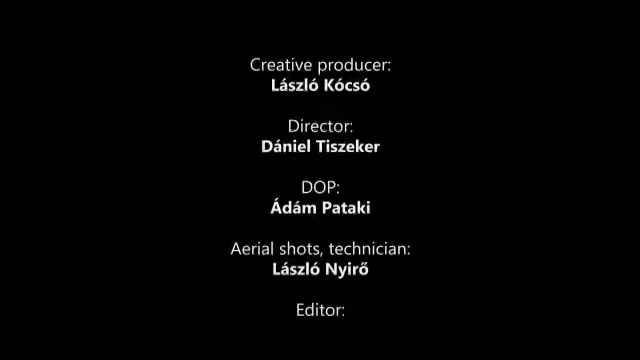 Creative producer:
László Kócsó
Director:
Dániel Tiszeker
DOP:
Ádám Pataki
Aerial shots, technician:
László Nyirő
Editor: